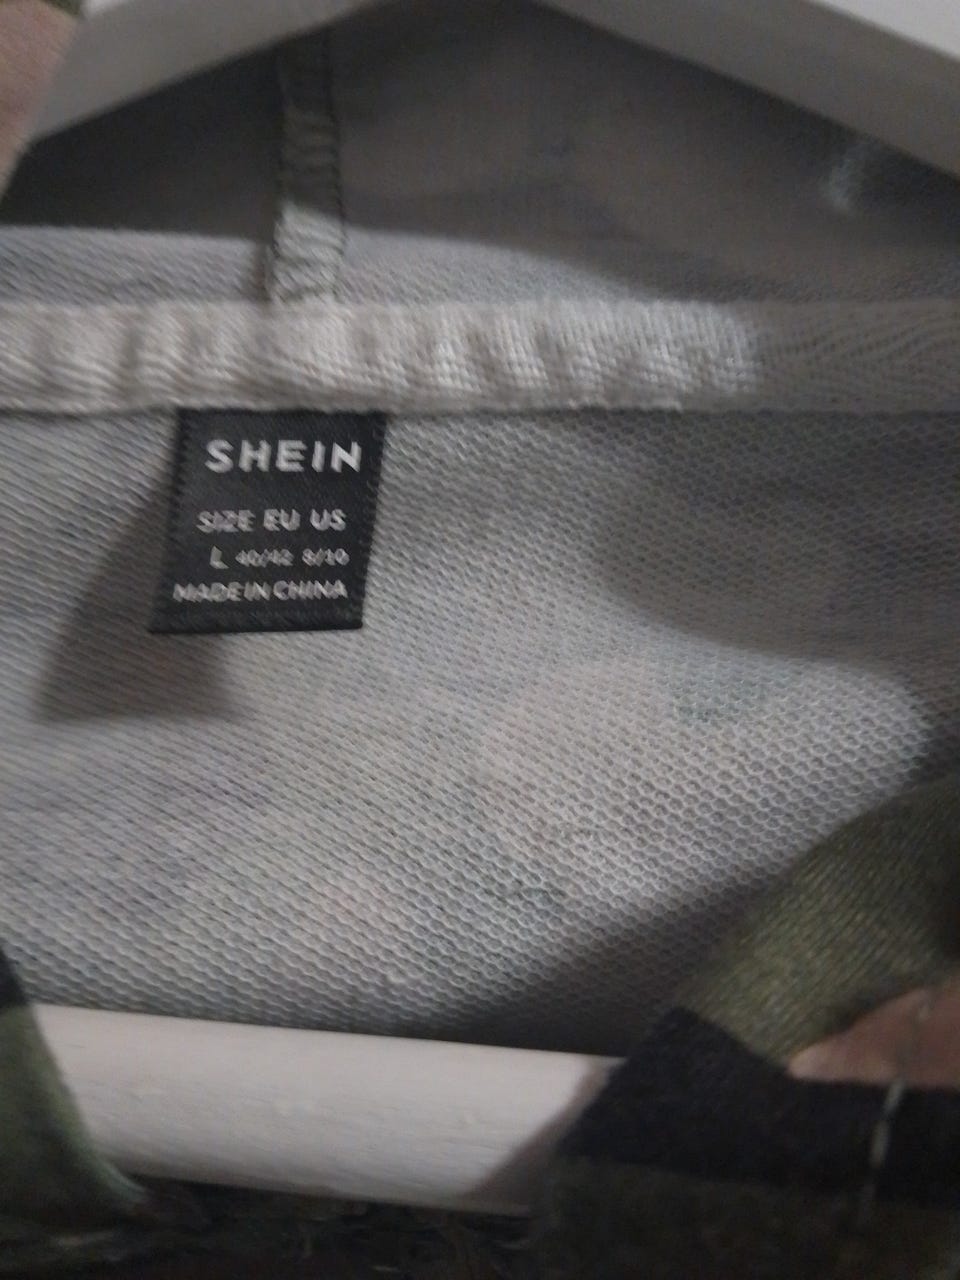 SHEIN
SIZE EU US
L 40/42 8/10
MADE IN CHINA